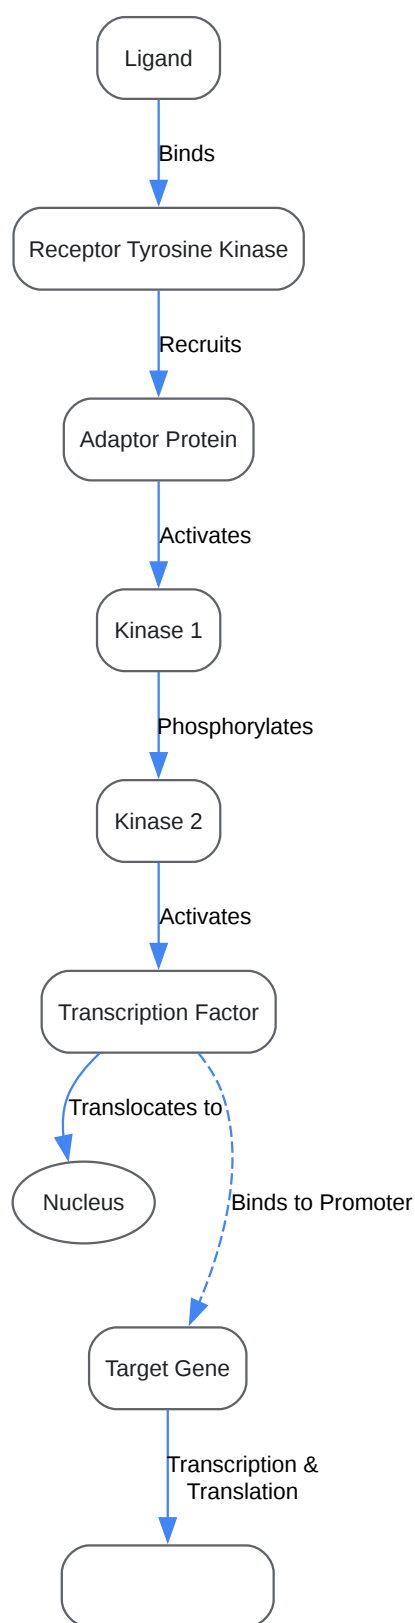 Ligand
Binds
Receptor Tyrosine Kinase
Recruits
Adaptor Protein
Activates
Kinase 1
Phosphorylates
Kinase 2
Activates
Transcription Factor
Translocates to
Nucleus
Binds to Promoter
Target Gene
Transcription &
Translation